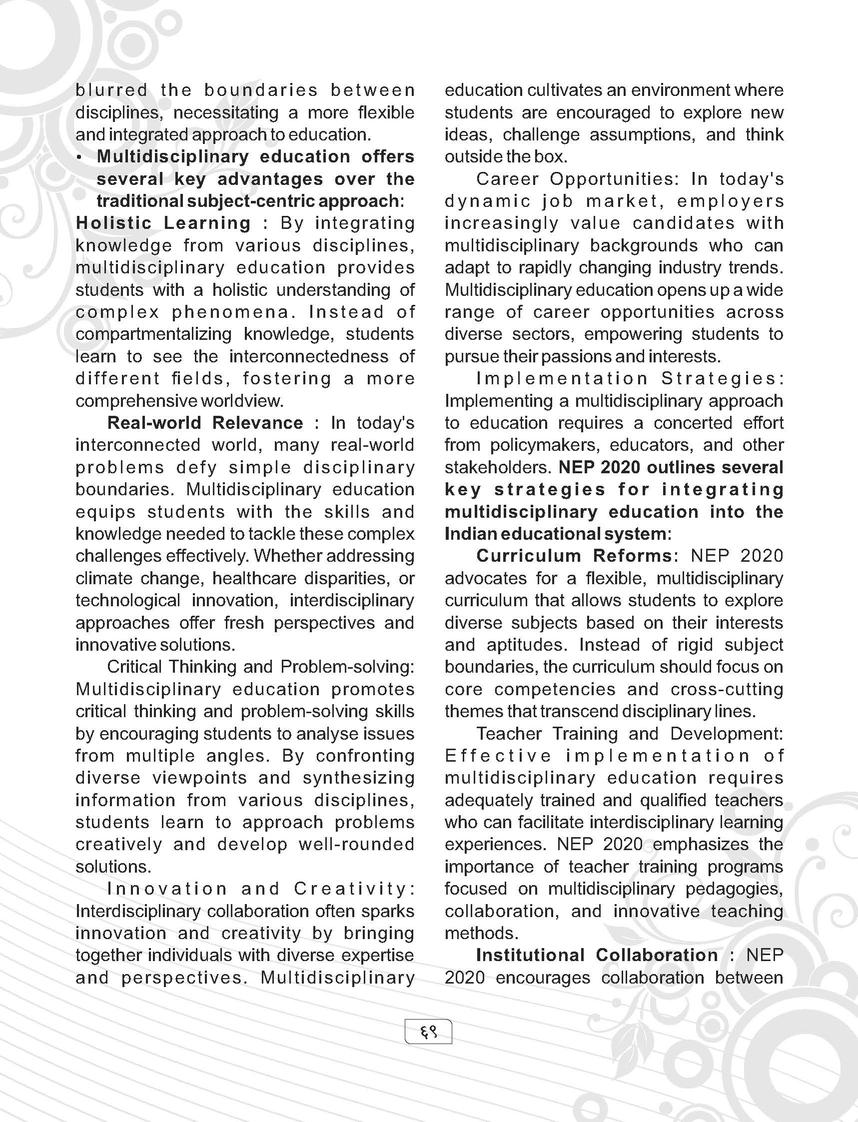 blurred the boundaries between
disciplines, necessitating a more flexible
and integrated approach to education.
• Multidisciplinary education offers
several key advantages over the
traditional subject-centric approach:
Holistic Learning : By integrating
knowledge from various disciplines,
multidisciplinary education provides
students with a holistic understanding of
complex phenomena. Instead of
compartmentalizing knowledge, students
learn to see the interconnectedness of
different fields, fostering a more
comprehensive worldview.
Real-world Relevance : In today's
interconnected world, many real-world
problems defy simple disciplinary
boundaries. Multidisciplinary education
equips students with the skills and
knowledge needed to tackle these complex
challenges effectively. Whether addressing
climate change, healthcare disparities, or
technological innovation, interdisciplinary
approaches offer fresh perspectives and
innovative solutions.
Critical Thinking and Problem-solving:
Multidisciplinary education promotes
critical thinking and problem-solving skills
by encouraging students to analyse issues
from multiple angles. By confronting
diverse viewpoints and synthesizing
information from various disciplines,
students learn to approach problems
creatively and develop well-rounded
solutions.
Innovation and Creativity:
Interdisciplinary collaboration often sparks
innovation and creativity by bringing
together individuals with diverse expertise
and perspectives. Multidisciplinary
education cultivates an environment where
students are encouraged to explore new
ideas, challenge assumptions, and think
outside the box.
Career Opportunities: In today's
dynamic job market, employers
increasingly value candidates with
multidisciplinary backgrounds who can
adapt to rapidly changing industry trends.
Multidisciplinary education opens up a wide
range of career opportunities across
diverse sectors, empowering students to
pursue their passions and interests.
Implementation Strategies:
Implementing a multidisciplinary approach
to education requires a concerted effort
from policymakers, educators, and other
stakeholders. NEP 2020 outlines several
key strategies for integrating
multidisciplinary education into the
Indian educational system:
Curriculum Reforms: NEP 2020
advocates for a flexible, multidisciplinary
curriculum that allows students to explore
diverse subjects based on their interests
and aptitudes. Instead of rigid subject
boundaries, the curriculum should focus on
core competencies and cross-cutting
themes that transcend disciplinary lines.
Teacher Training and Development:
Effective implementation of
multidisciplinary education requires
adequately trained and qualified teachers
who can facilitate interdisciplinary learning
experiences. NEP 2020 emphasizes the
importance of teacher training programs
focused on multidisciplinary pedagogies,
collaboration, and innovative teaching
methods.
Institutional Collaboration : NEP
2020 encourages collaboration between
६९